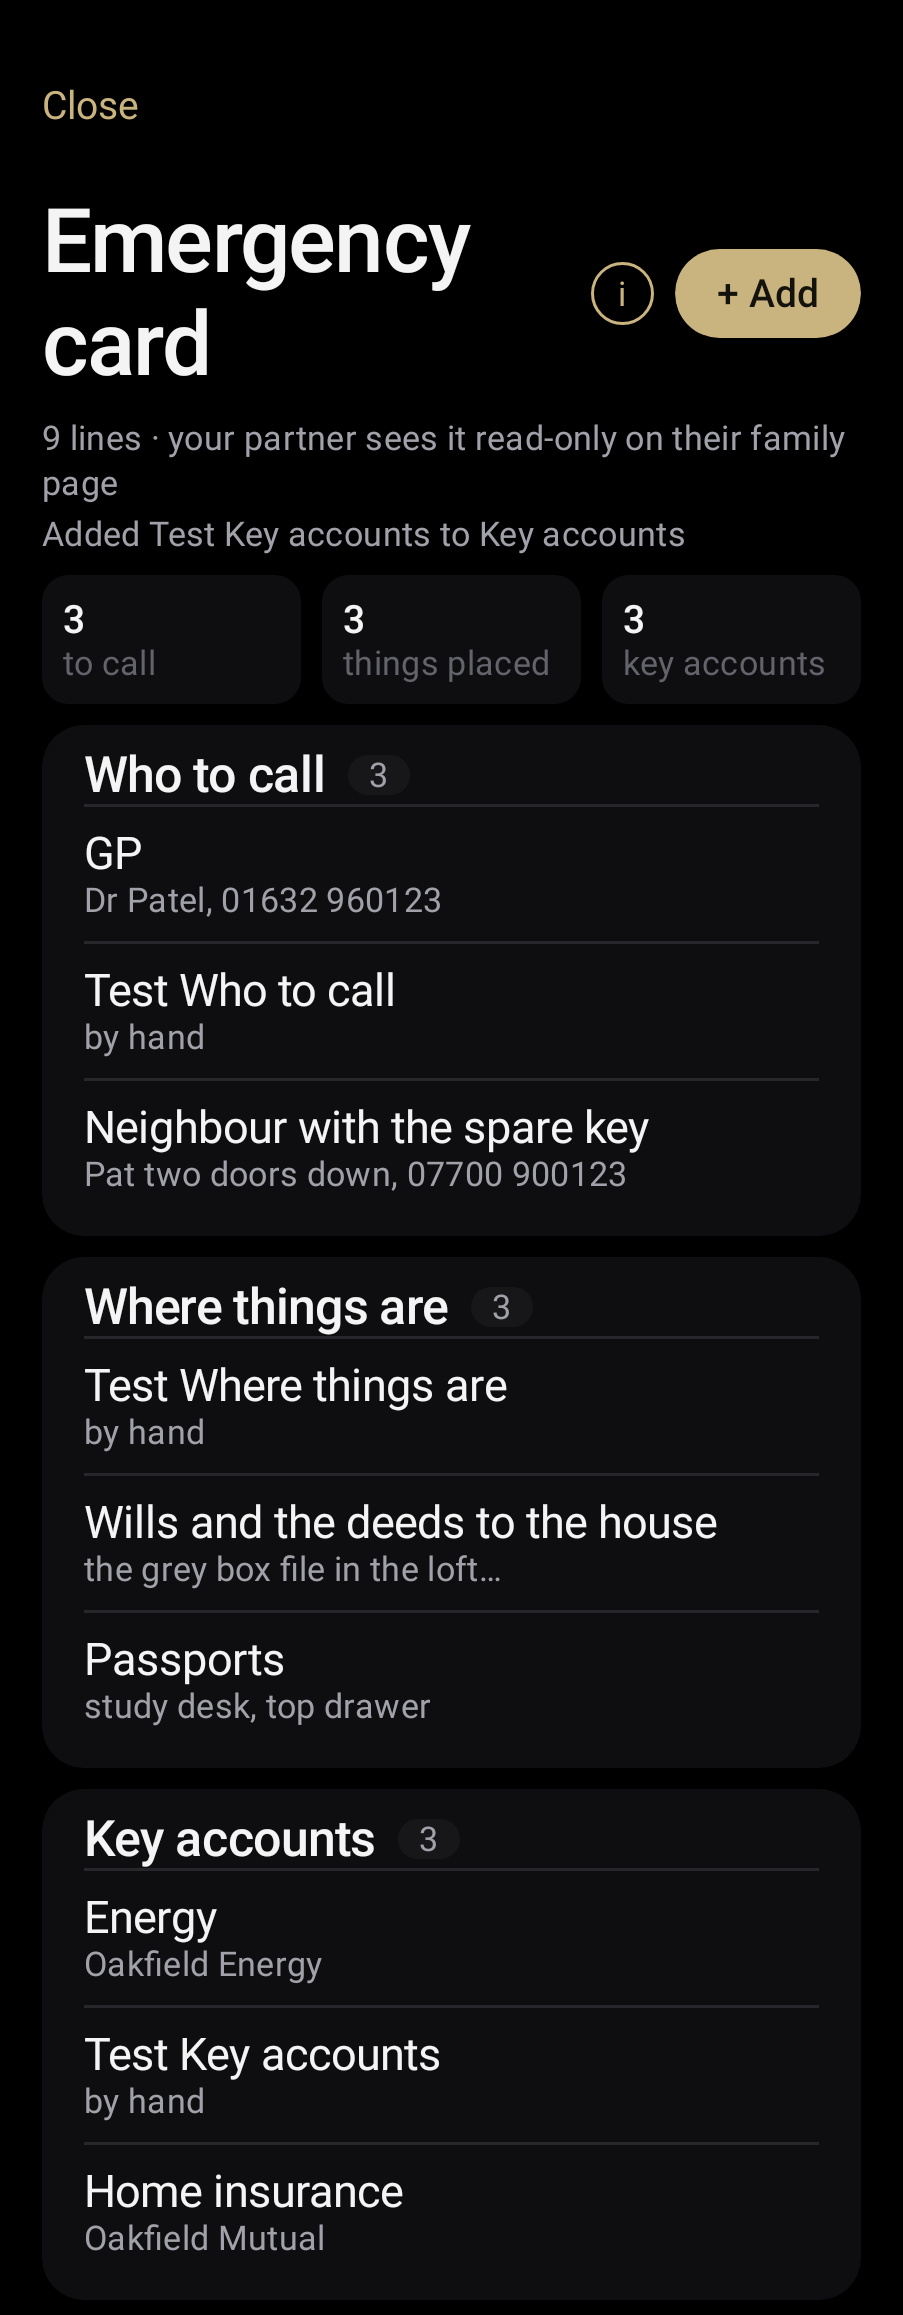 Close
Emergency
card
i
+ Add
9 lines · your partner sees it read-only on their family
page
Added Test Key accounts to Key accounts
3
to call
3
things placed
3
key accounts
Who to call 3
GP
Dr Patel, 01632 960123
Test Who to call
by hand
Neighbour with the spare key
Pat two doors down, 07700 900123
Where things are 3
Test Where things are
by hand
Wills and the deeds to the house
the grey box file in the loft…
Passports
study desk, top drawer
Key accounts 3
Energy
Oakfield Energy
Test Key accounts
by hand
Home insurance
Oakfield Mutual